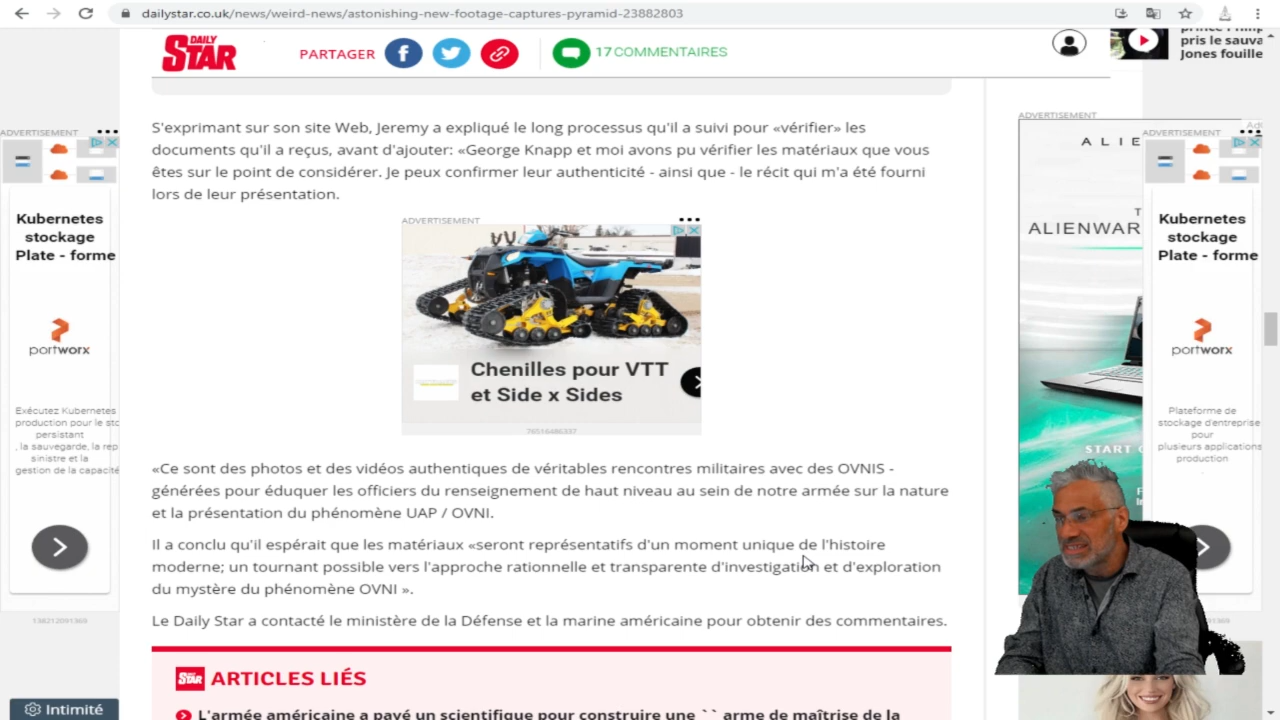 dailystar.co.uk/news/weird-news/astonishing-new-footage-captures-pyramid-23882803
DAILY
STAR
PARTAGER
17 COMMENTAIRES
pris le sauva
Jones fouille
S'exprimant sur son site Web, Jeremy a expliqué le long processus qu'il a suivi pour «vérifier» les
documents qu'il a reçus, avant d'ajouter: «George Knapp et moi avons pu vérifier les matériaux que vous
êtes sur le point de considérer. Je peux confirmer leur authenticité - ainsi que - le récit qui m'a été fourni
lors de leur présentation.
ADVERTISEMENT
Chenilles pour VTT
et Side x Sides
76516486337
«Ce sont des photos et des vidéos authentiques de véritables rencontres militaires avec des OVNIS -
générées pour éduquer les officiers du renseignement de haut niveau au sein de notre armée sur la nature
et la présentation du phénomène UAP / OVNI.
Il a conclu qu'il espérait que les matériaux «seront représentatifs d'un moment unique de l'histoire
moderne; un tournant possible vers l'approche rationnelle et transparente d'investigation et d'exploration
du mystère du phénomène OVNI ».
Le Daily Star a contacté le ministère de la Défense et la marine américaine pour obtenir des commentaires.
STAR
ARTICLES LIÉS
L'armée américaine a payé un scientifique pour construire une `` arme de maîtrise de la
ADVERTISEMENT
Kubernetes
stockage
Plate - forme
portworx
Exécutez Kubernetes
production pour le sto
persistant
, la sauvegarde, la rep
sinistre et la
gestion de la capacité
138212091369
Intimité
ADVERTISEMENT
ALIE
ALIENWAR
START
ADVERTISEMENT
Kubernetes
stockage
Plate - forme
portworx
Plateforme de
stockage d'entreprise
pour
plusieurs applications
production